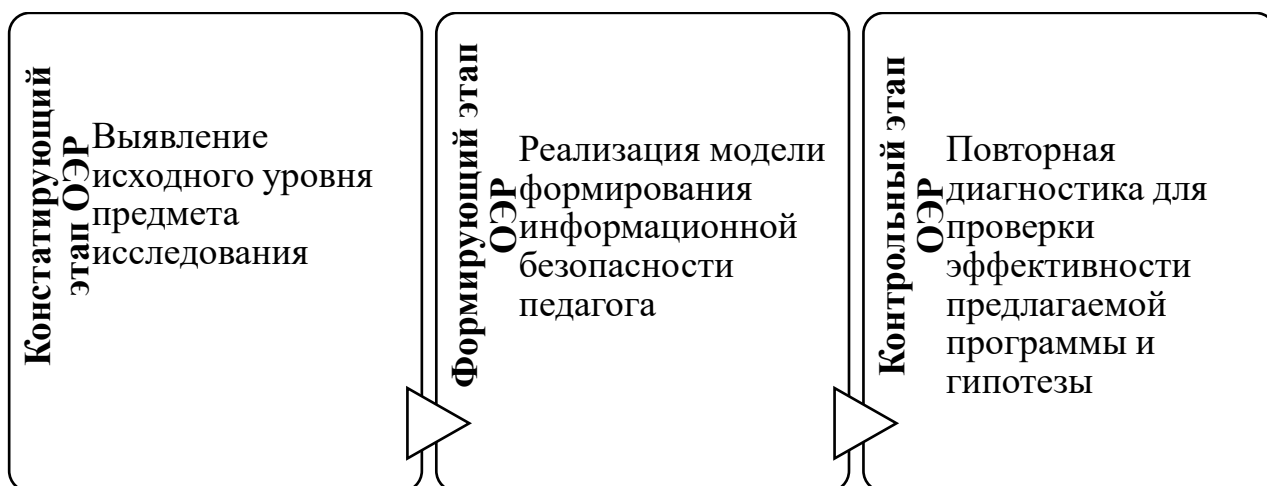 Констатирующий
этап ОЭР
Выявление
исходного уровня
предмета
исследования
Формирующий этап
ОЭР
Реализация модели
формирования
информационной
безопасности
педагога
Контрольный этап
ОЭР
Повторная
диагностика для
проверки
эффективности
предлагаемой
программы и
гипотезы